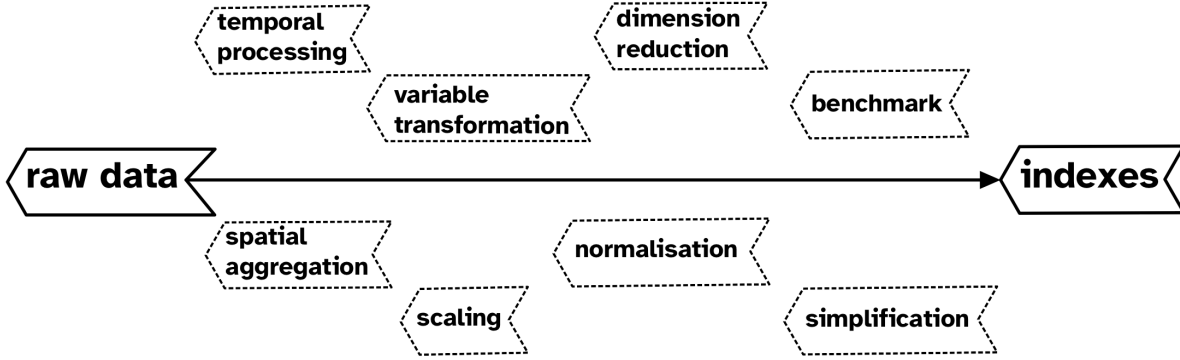 temporal
processing
dimension
reduction
variable
transformation
benchmark
raw data
indexes
spatial
aggregation
normalisation
scaling
simplification